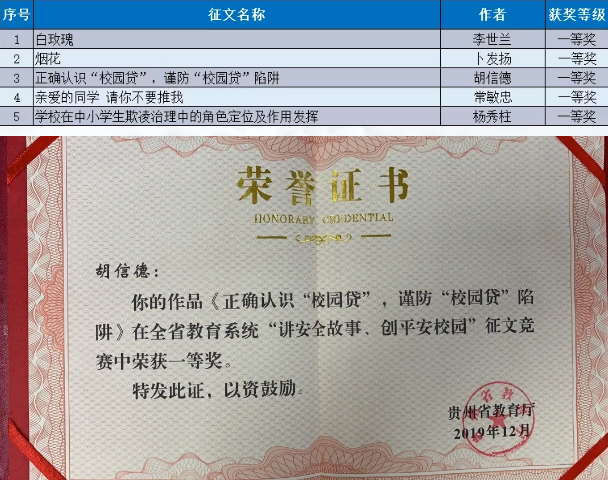 序号 征文名称 作者 获奖等级
1 白玫瑰 李世兰 一等奖
2 烟花 卜发扬 一等奖
3 正确认识“校园贷”，谨防“校园贷”陷阱 胡信德 一等奖
4 亲爱的同学 请你不要推我 常敏忠 一等奖
5 学校在中小学生欺凌治理中的角色定位及作用发挥 杨秀柱 一等奖
荣誉证书
HONORARY CREDENTIAL
胡信德：
你的作品《正确认识“校园贷”，谨防“校园贷”陷
阱》在全省教育系统“讲安全故事、创平安校园”征文竞
赛中荣获一等奖。
特发此证，以资鼓励。
贵州省教育厅
2019年12月